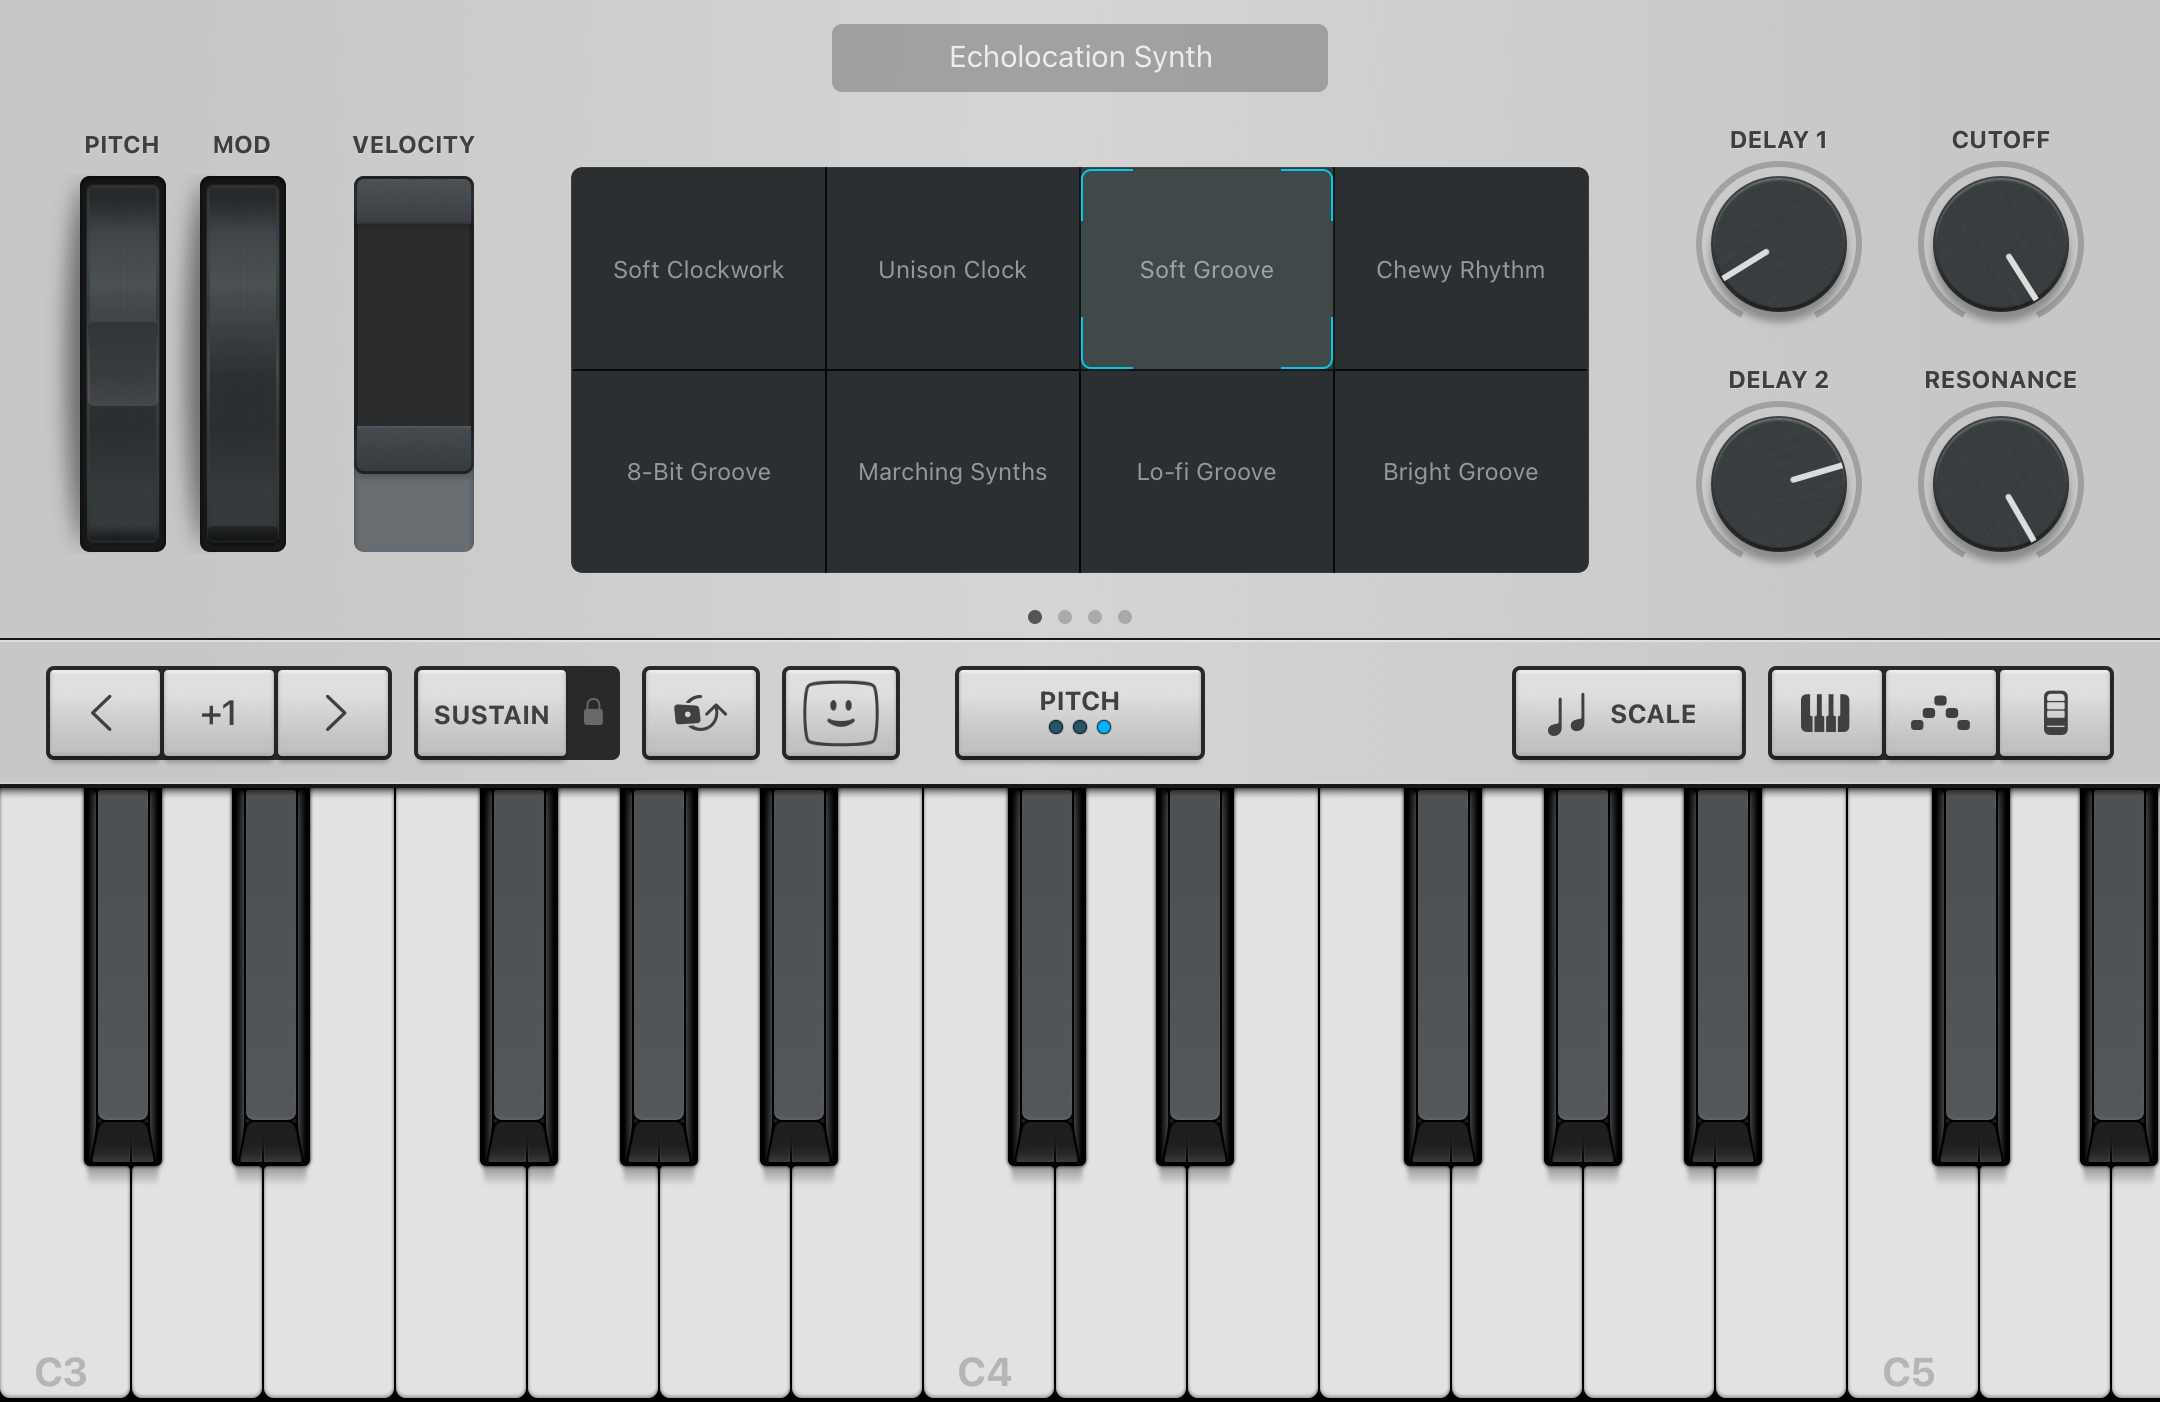 Echolocation Synth
PITCH
MOD
VELOCITY
DELAY 1
CUTOFF
Soft Clockwork
Unison Clock
Soft Groove
Chewy Rhythm
DELAY 2
RESONANCE
8-Bit Groove
Marching Synths
Lo-fi Groove
Bright Groove
+1
SUSTAIN
PITCH
SCALE
C3
C4
C5